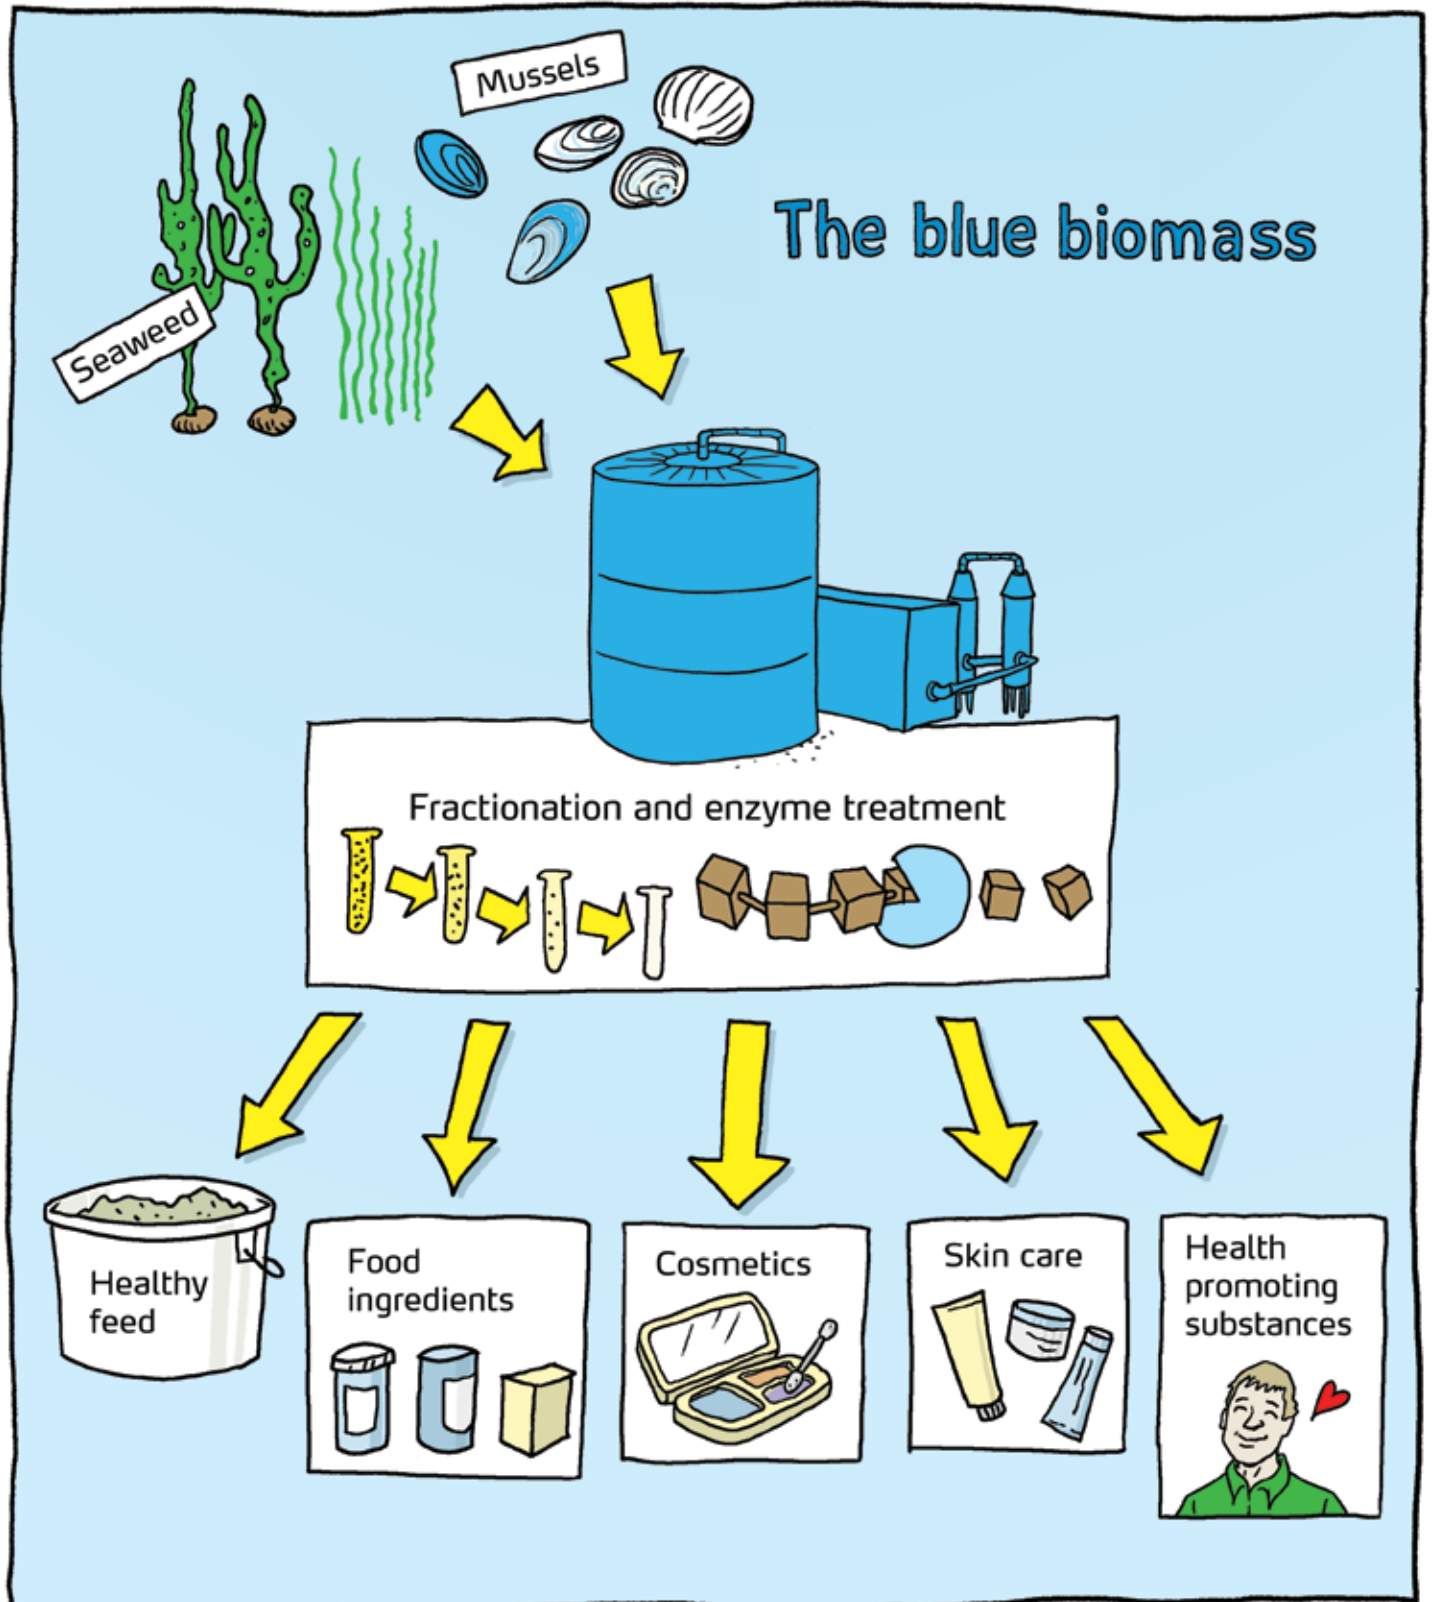 Mussels
The blue biomass
Seaweed
Fractionation and enzyme treatment
Healthy
feed
Food
ingredients
Cosmetics
Skin care
Health
promoting
substances